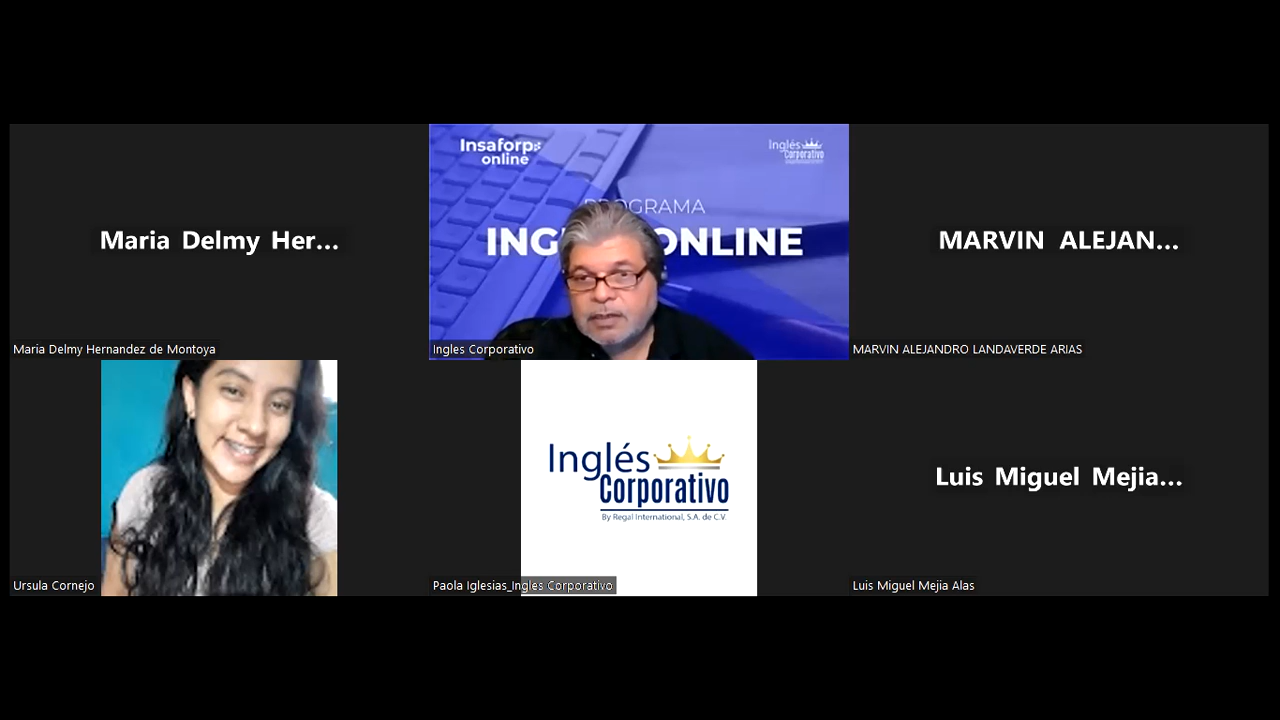 Maria Delmy Her...
Maria Delmy Hernandez de Montoya
Insaforp
online
Inglés
Corporativo
PROGRAMA
ING ONLINE
Ingles Corporativo
MARVIN ALEJAN...
MARVIN ALEJANDRO LANDAVERDE ARIAS
Ursula Cornejo
Inglés
Corporativo
By Regal International, S.A. de C.V.
Paola Iglesias_Ingles Corporativo
Luis Miguel Mejia...
Luis Miguel Mejia Alas